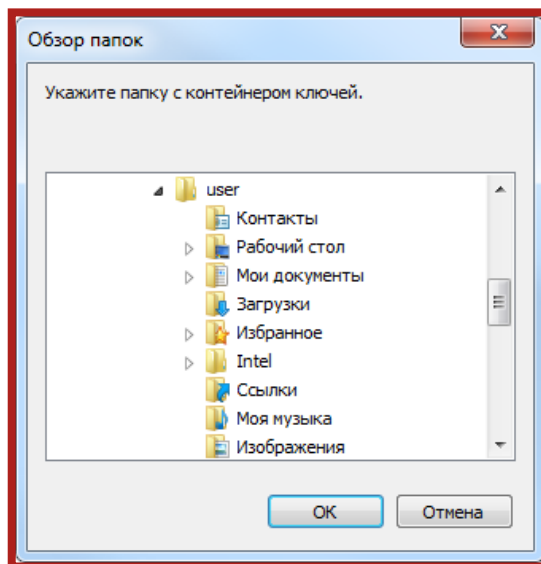 Обзор папок
Укажите папку с контейнером ключей.
user
Контакты
Рабочий стол
Мои документы
Загрузки
Избранное
Intel
Ссылки
Моя музыка
Изображения
OK
Отмена